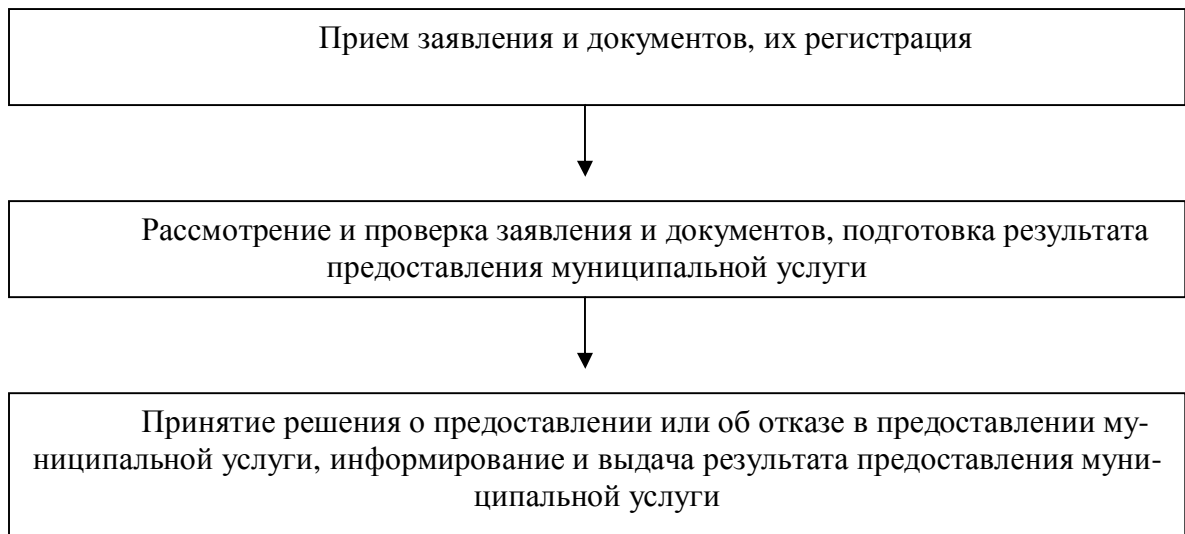 Прием заявления и документов, их регистрация
Рассмотрение и проверка заявления и документов, подготовка результата
предоставления муниципальной услуги
Принятие решения о предоставлении или об отказе в предоставлении му-
ниципальной услуги, информирование и выдача результата предоставления муни-
ципальной услуги